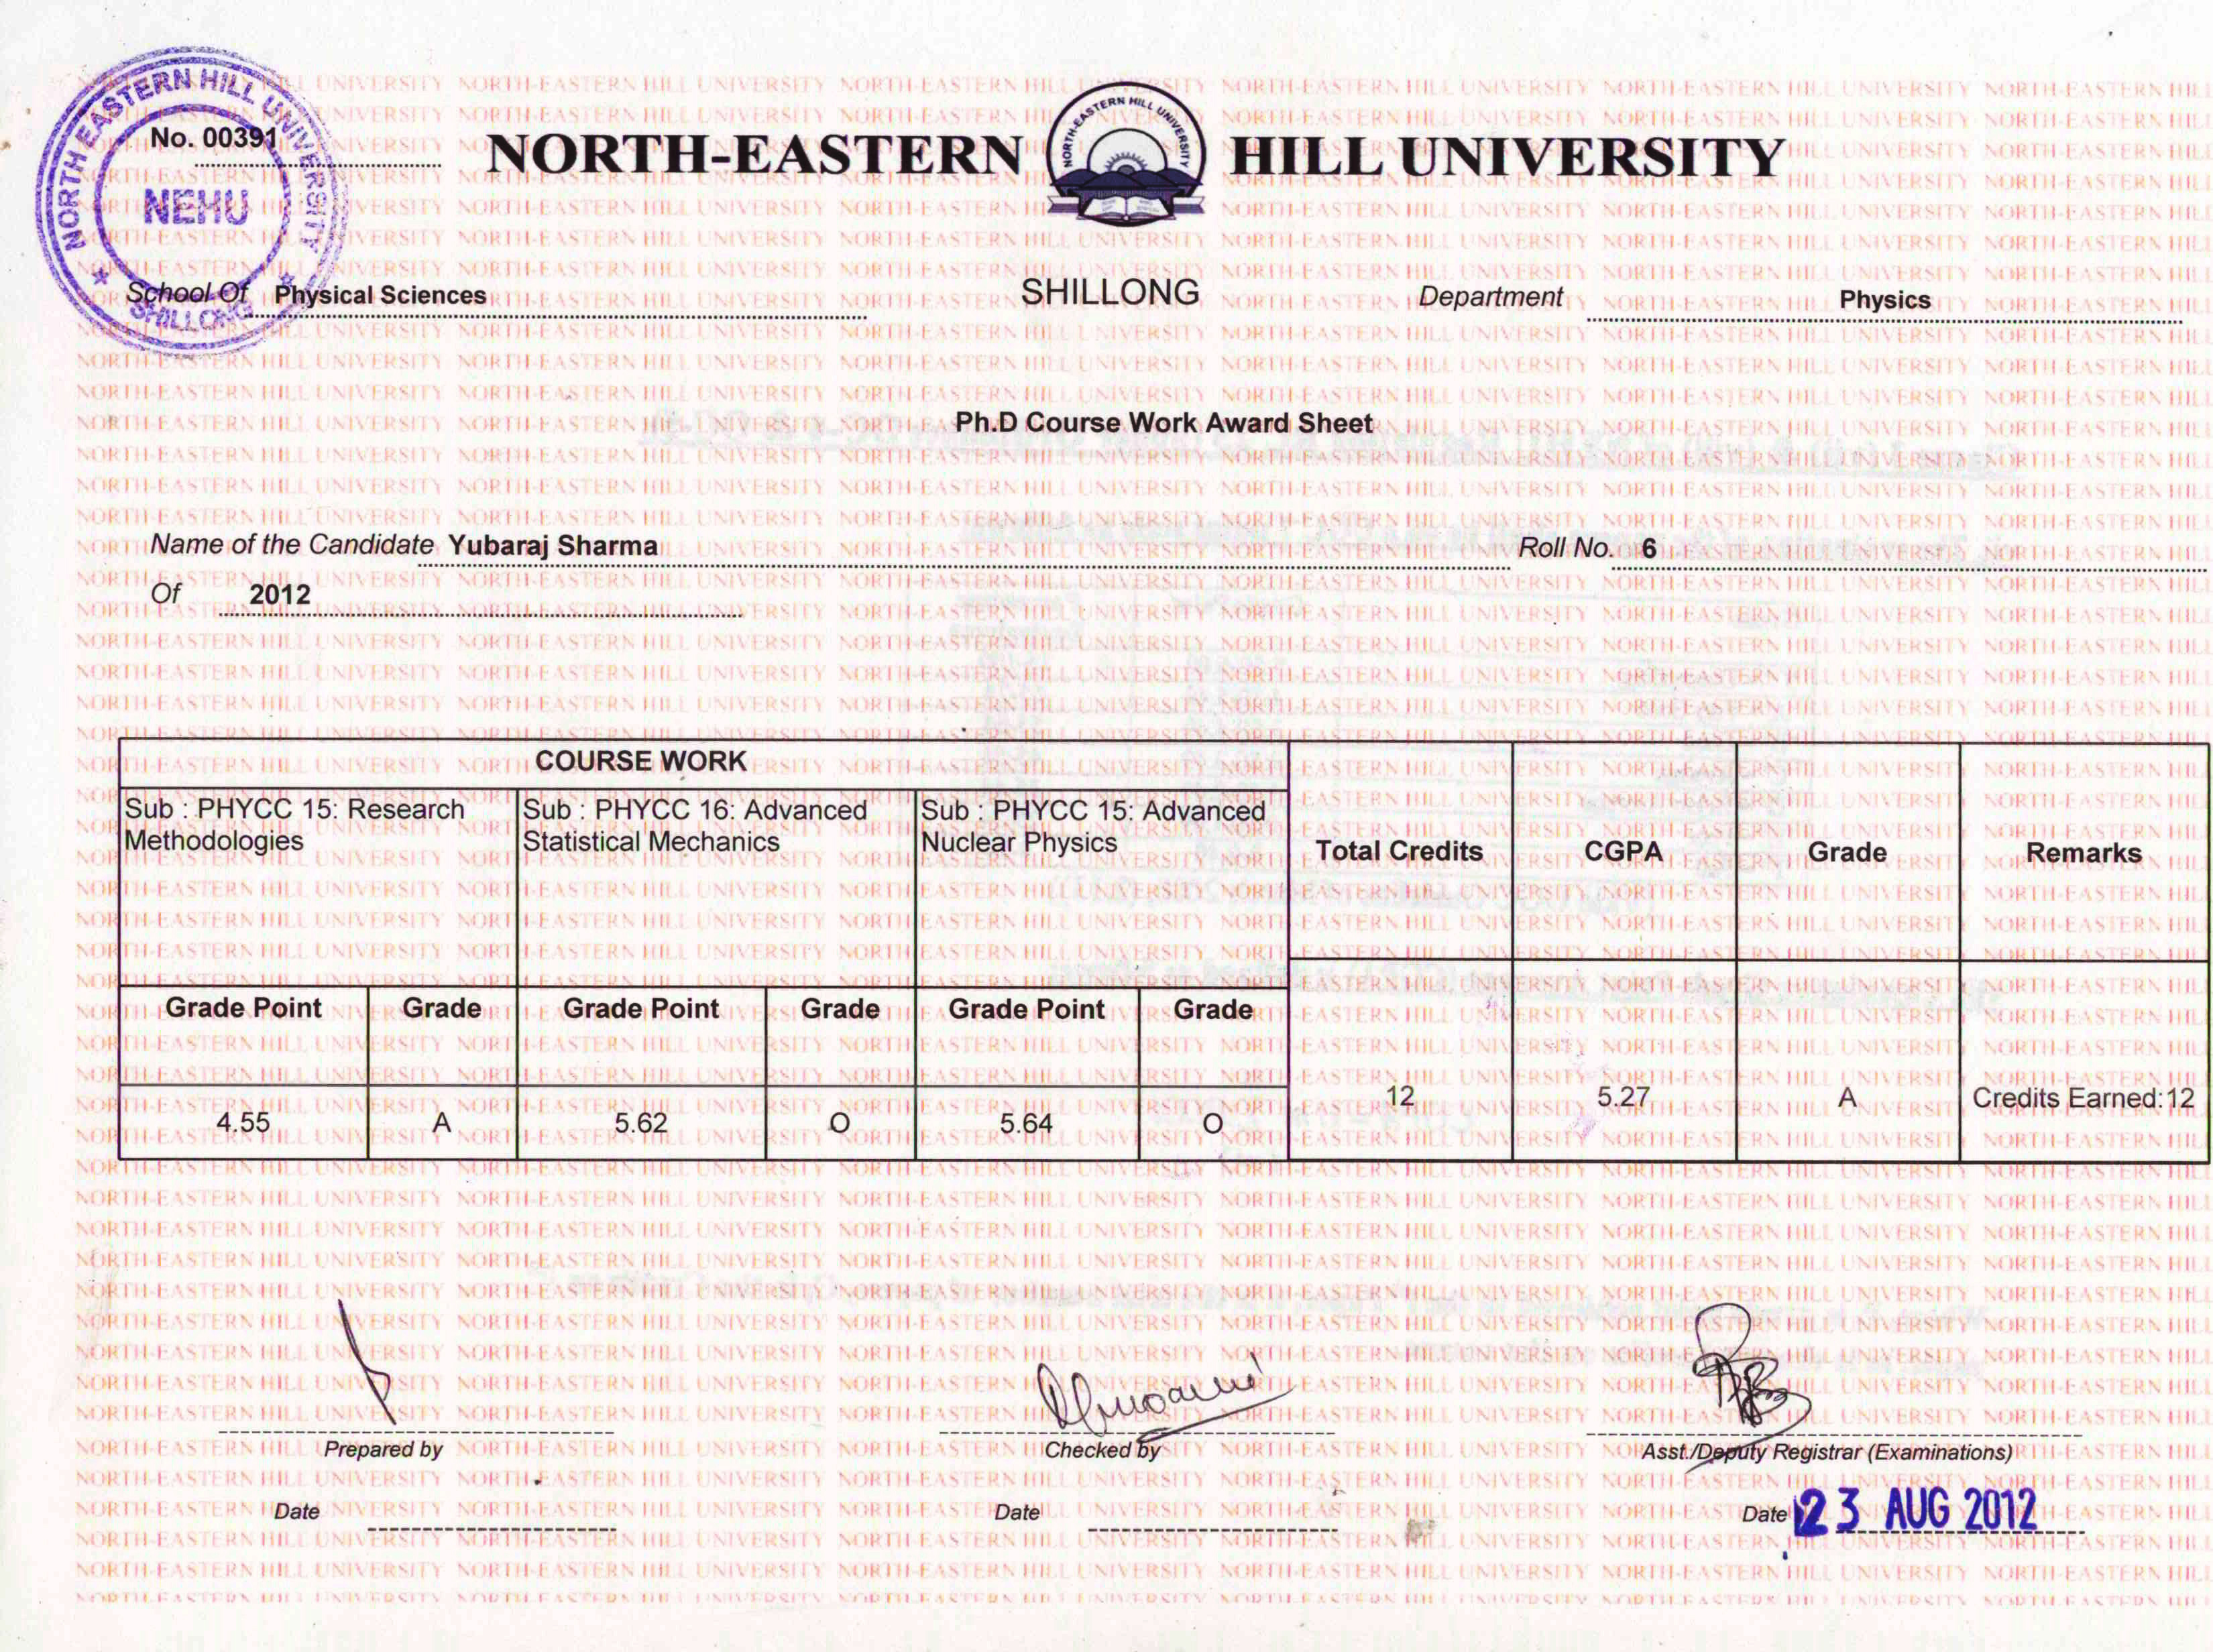 NORTH EASTERN HILL UNIVERSITY
No. 00391
NEHU
SHILLONG
NORTH-EASTERN HILL UNIVERSITY
NORTH-EASTERN HILL UNIVERSITY
School Of Physical Sciences
SHILLONG
Department Physics
Ph.D Course Work Award Sheet
Name of the Candidate Yubaraj Sharma Roll No. 6
Of 2012
COURSE WORK
Sub : PHYCC 15: Research
Methodologies
Sub : PHYCC 16: Advanced
Statistical Mechanics
Sub : PHYCC 15: Advanced
Nuclear Physics
Total Credits CGPA Grade Remarks
Grade Point Grade Grade Point Grade Grade Point Grade
4.55 A 5.62 O 5.64 O 12 5.27 A Credits Earned:12
Prepared by Checked by Asst./Deputy Registrar (Examinations)
Date Date Date 23 AUG 2012